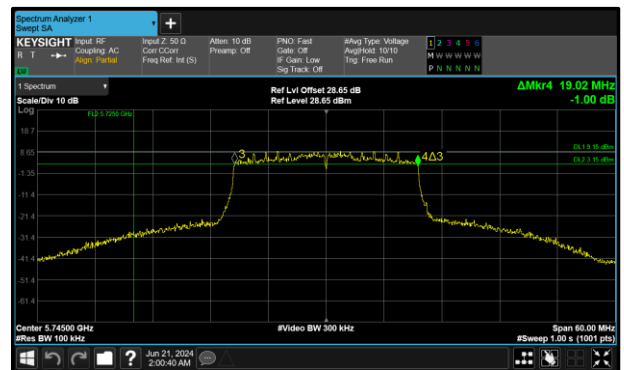 Spectrum Analyzer 1
Swept SA
+
KEYSIGHT Input: RF Input Z: 50 Ω Atten: 10 dB PNO: Fast #Avg Type: Voltage 1 2 3 4 5 6
R T Coupling: AC Corr CCorr Preamp: Off Gate: Off Avg|Hold: 10/10 M W W W W W
Align: Partial Freq Ref: Int (S) IF Gain: Low Trig: Free Run
Sig Track: Off P N N N N N
1 Spectrum Ref Lvl Offset 28.65 dB ΔMkr4 19.02 MHz
Scale/Div 10 dB Ref Level 28.65 dBm -1.00 dB
Log FL2 5.7250 GHz
18.7
8.65 3 4Δ3 DL1 9.15 dBm
DL2 3.15 dBm
-1.35
-11.4
-21.4
-31.4
-41.4
-51.4
-61.4
Center 5.74500 GHz #Video BW 300 kHz Span 60.00 MHz
#Res BW 100 kHz #Sweep 1.00 s (1001 pts)
? Jun 21, 2024
2:00:40 AM